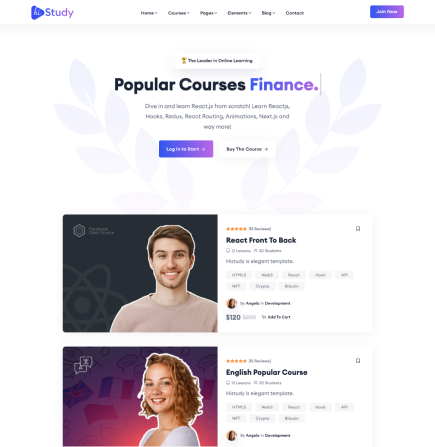 hi Study
Home Courses Pages Elements Blog Contact
Join Now
🏆 The Leader in Online Learning
Popular Courses Finance.
Dive in and learn React.js from scratch! Learn Reactjs,
Hooks, Redux, React Routing, Animations, Next.js and
way more!
Log In to Start → Buy The Course →
(15 Reviews)
React Front To Back
12 Lessons 50 Students
Histudy is elegant template.
HTML5 Web3 React Hook API
NFT Crypto Bitcoin
By Angela In Development
$120 Add To Cart
(15 Reviews)
English Popular Course
12 Lessons 50 Students
Histudy is elegant template.
HTML5 Web3 React Hook API
NFT Crypto Bitcoin
By Angela In Development